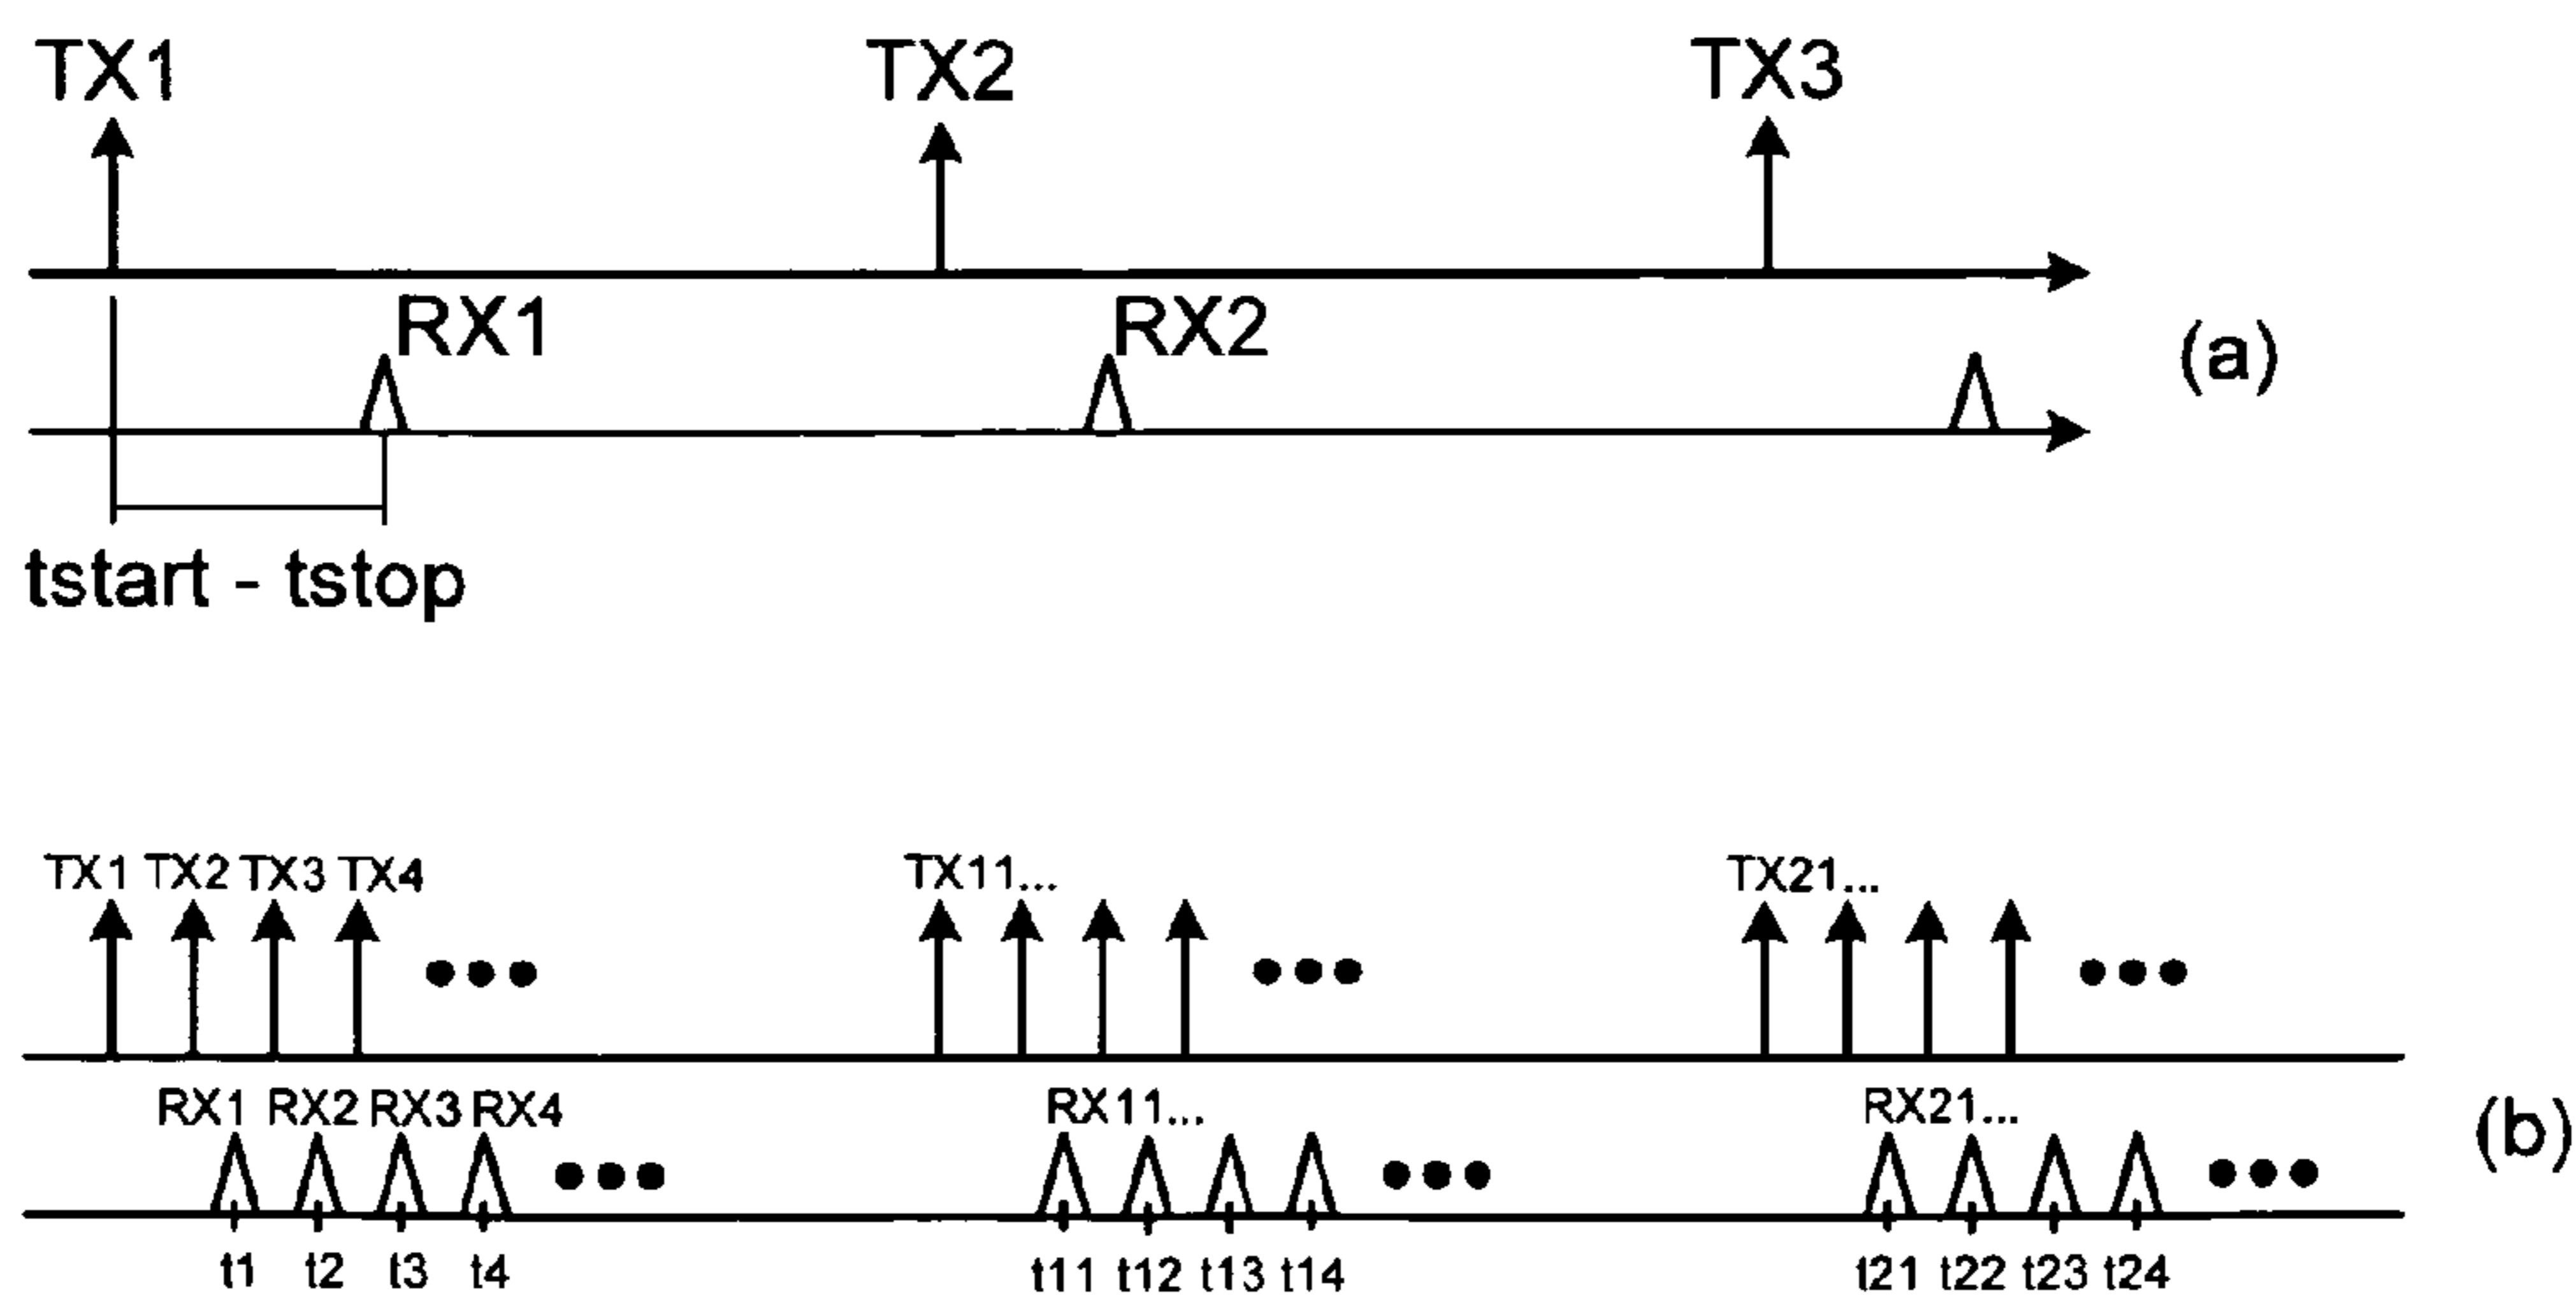 TX1 TX2 TX3
RX1 RX2
(a)
tstart - tstop
TX1 TX2 TX3 TX4 TX11... TX21...
RX1 RX2 RX3 RX4 RX11... RX21...
(b)
t1 t2 t3 t4 t11 t12 t13 t14 t21 t22 t23 t24